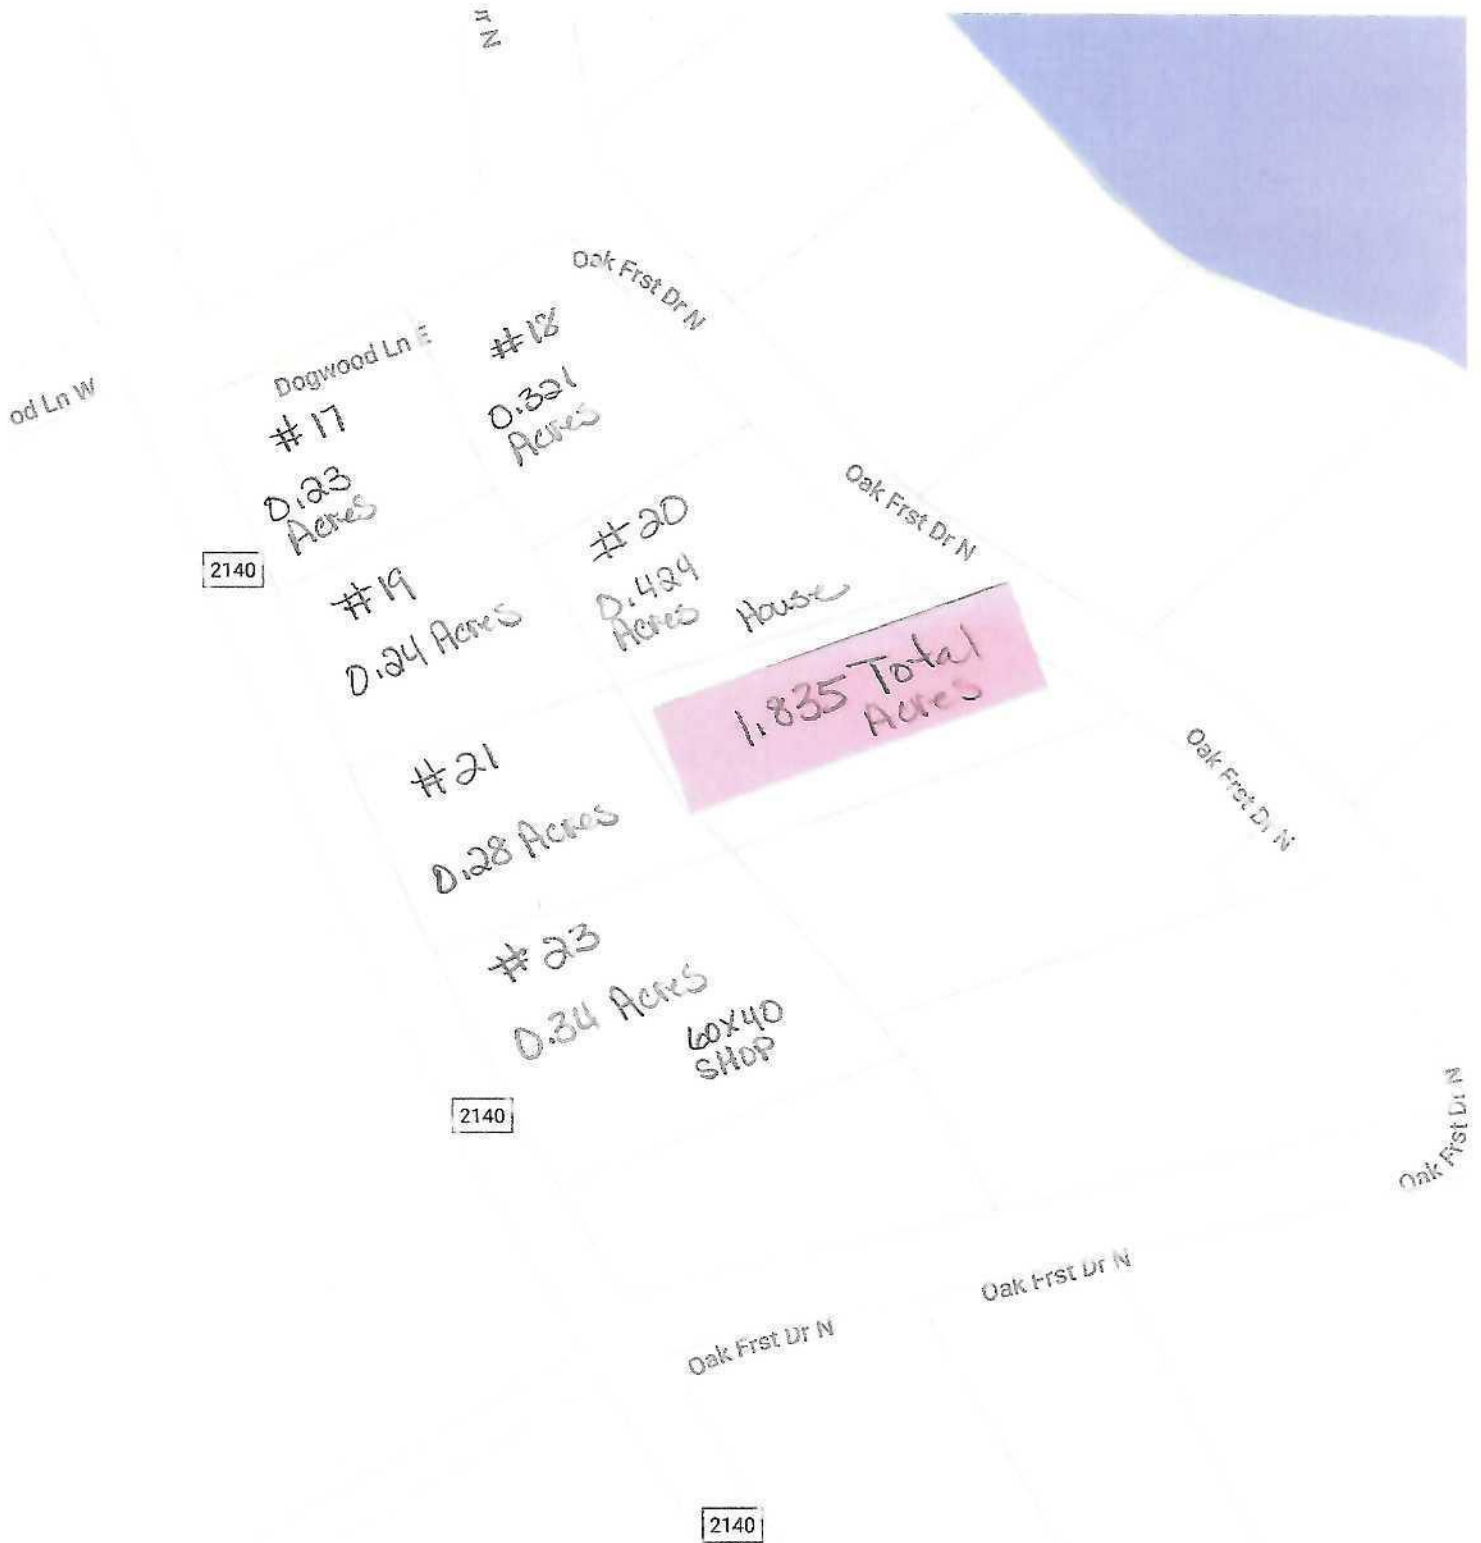 Oak Frst Dr N
Dogwood Ln E
od Ln W
#17
0.23
Acres
#18
0.321
Acres
Oak Frst Dr N
2140
#19
0.24 Acres
#20
0.424
Acres House
1.835 Total
Acres
#21
0.28 Acres
Oak Frst Dr N
#23
0.34 Acres
60X40
SHOP
2140
Oak Frst Dr N
Oak Frst Dr N
Oak Frst Dr N
2140